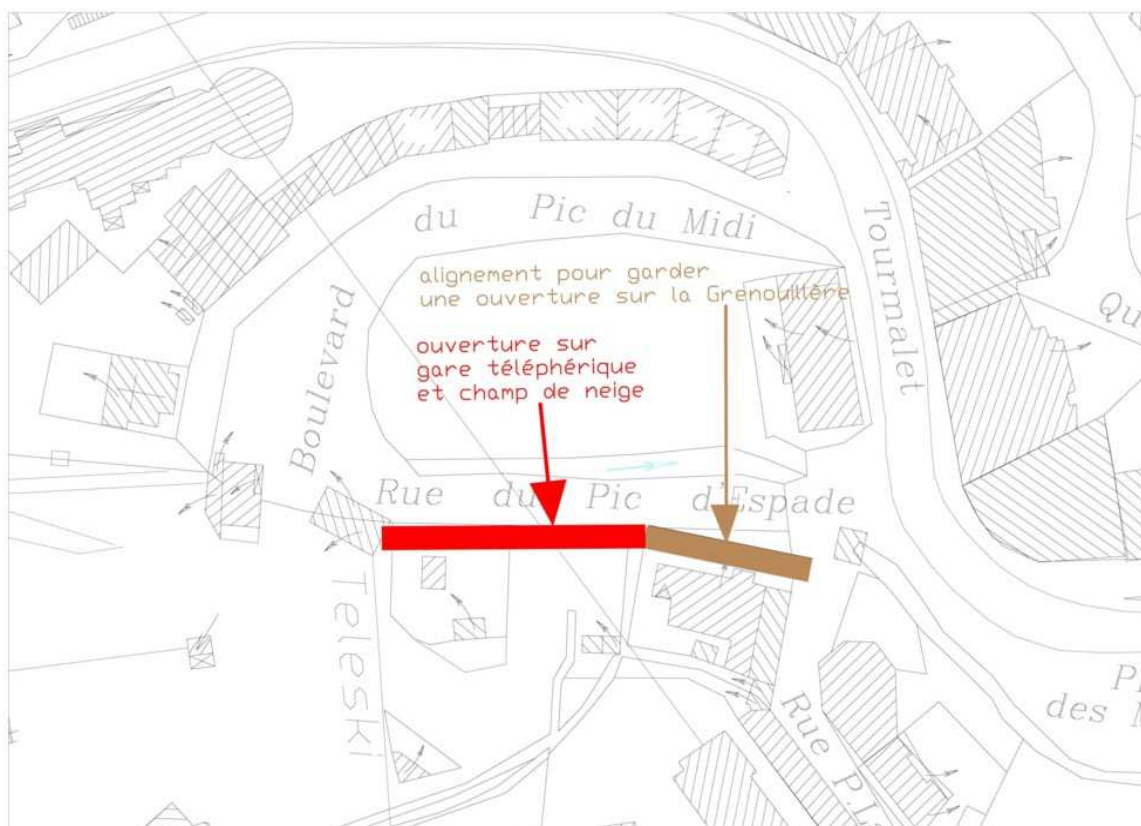 du Pic du Midi
Tourmalet
alignement pour garder
une ouverture sur la Grenouillère
Boulevard
ouverture sur
gare téléphérique
et champ de neige
Rue du Pic d'Espade
Teleski
Rue P.
des